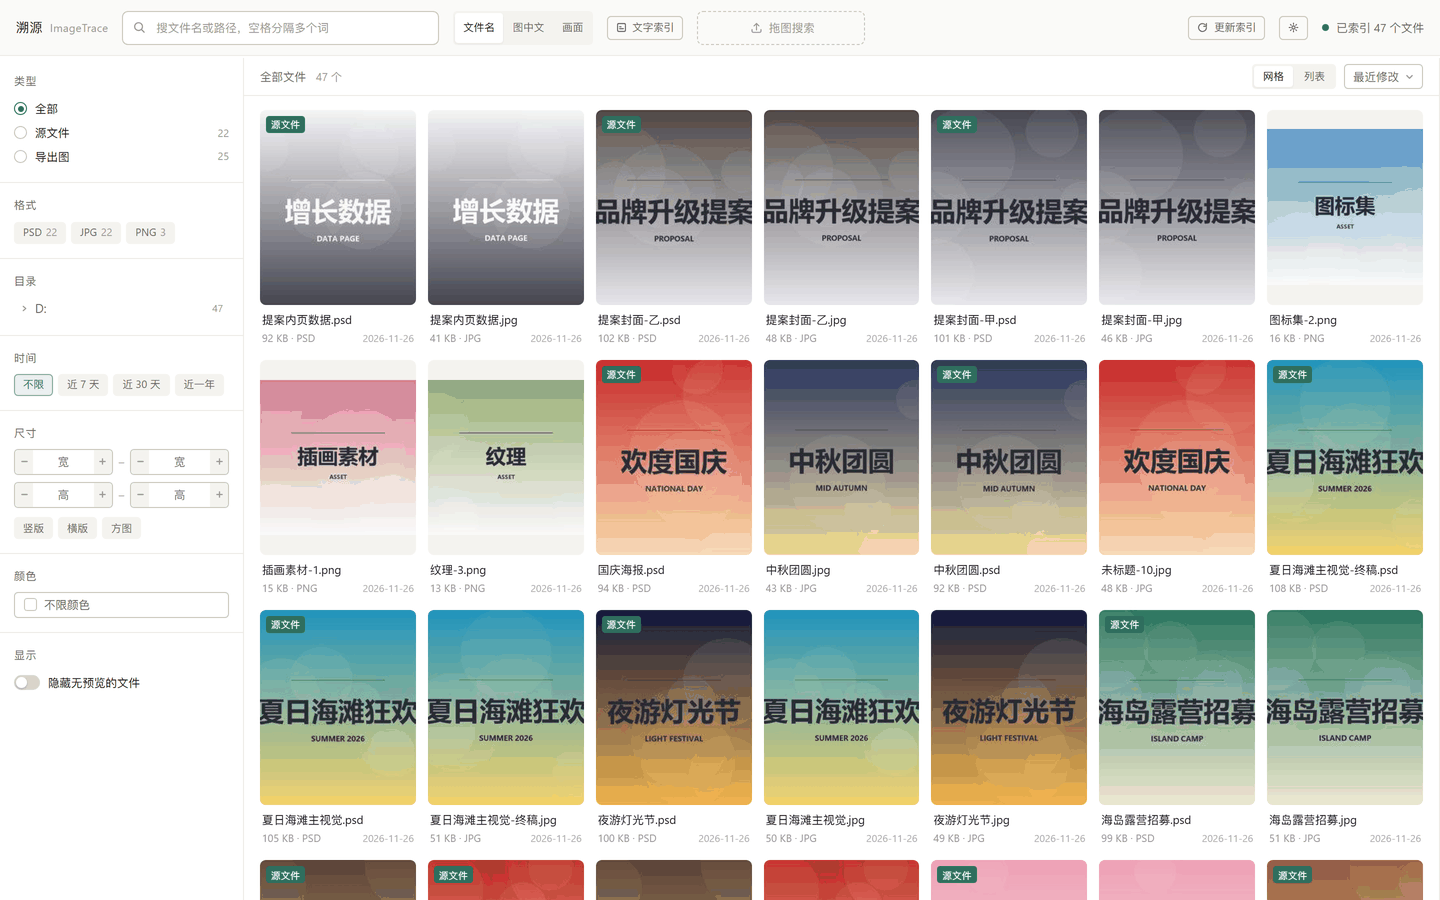 溯源 ImageTrace
搜文件名或路径，空格分隔多个词
文件名 图中文 画面
文字索引
拖图搜索
更新索引
已索引 47 个文件
类型
全部
源文件 22
导出图 25
格式
PSD 22 JPG 22 PNG 3
目录
D: 47
时间
不限 近 7 天 近 30 天 近一年
尺寸
− 宽 + – − 宽 +
− 高 + – − 高 +
竖版 横版 方图
颜色
不限颜色
显示
隐藏无预览的文件
全部文件 47 个
网格 列表 最近修改
源文件
增长数据
DATA PAGE
提案内页数据.psd
92 KB · PSD 2026-11-26
增长数据
DATA PAGE
提案内页数据.jpg
41 KB · JPG 2026-11-26
源文件
品牌升级提案
PROPOSAL
提案封面-乙.psd
102 KB · PSD 2026-11-26
品牌升级提案
PROPOSAL
提案封面-乙.jpg
48 KB · JPG 2026-11-26
源文件
品牌升级提案
PROPOSAL
提案封面-甲.psd
101 KB · PSD 2026-11-26
品牌升级提案
PROPOSAL
提案封面-甲.jpg
46 KB · JPG 2026-11-26
图标集
ASSET
图标集-2.png
16 KB · PNG 2026-11-26
插画素材
ASSET
插画素材-1.png
15 KB · PNG 2026-11-26
纹理
ASSET
纹理-3.png
13 KB · PNG 2026-11-26
源文件
欢度国庆
NATIONAL DAY
国庆海报.psd
94 KB · PSD 2026-11-26
中秋团圆
MID AUTUMN
中秋团圆.jpg
43 KB · JPG 2026-11-26
源文件
中秋团圆
MID AUTUMN
中秋团圆.psd
92 KB · PSD 2026-11-26
欢度国庆
NATIONAL DAY
未标题-10.jpg
48 KB · JPG 2026-11-26
源文件
夏日海滩狂欢
SUMMER 2026
夏日海滩主视觉-终稿.psd
108 KB · PSD 2026-11-26
源文件
夏日海滩狂欢
SUMMER 2026
夏日海滩主视觉.psd
105 KB · PSD 2026-11-26
夏日海滩狂欢
SUMMER 2026
夏日海滩主视觉-终稿.jpg
51 KB · JPG 2026-11-26
源文件
夜游灯光节
LIGHT FESTIVAL
夜游灯光节.psd
100 KB · PSD 2026-11-26
夏日海滩狂欢
SUMMER 2026
夏日海滩主视觉.jpg
50 KB · JPG 2026-11-26
夜游灯光节
LIGHT FESTIVAL
夜游灯光节.jpg
49 KB · JPG 2026-11-26
源文件
海岛露营招募
ISLAND CAMP
海岛露营招募.psd
99 KB · PSD 2026-11-26
海岛露营招募
ISLAND CAMP
海岛露营招募.jpg
51 KB · JPG 2026-11-26
源文件
源文件
源文件
源文件